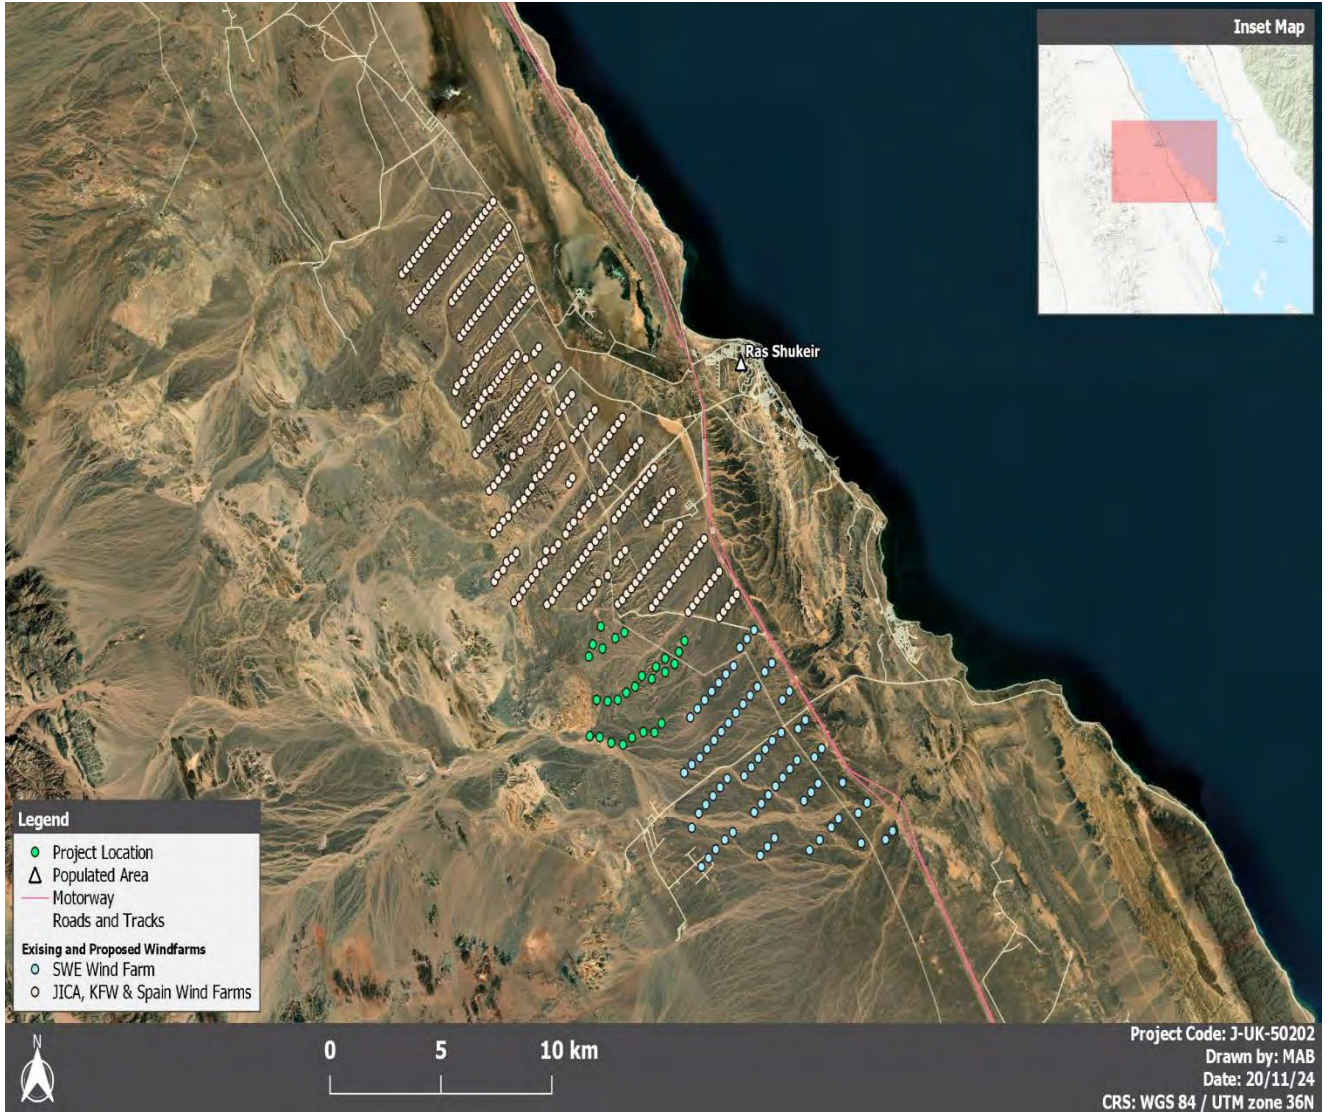 Inset Map
Ras Shukeir
Legend
Project Location
Populated Area
Motorway
Roads and Tracks
Exising and Proposed Windfarms
SWE Wind Farm
JICA, KFW & Spain Wind Farms
N
0 5 10 km
Project Code: J-UK-50202
Drawn by: MAB
Date: 20/11/24
CRS: WGS 84 / UTM zone 36N